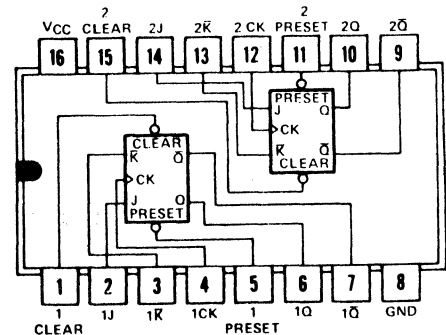 2 2
VCC CLEAR 2J 2K̅ 2 CK PRESET 2Q 2Q̅
16 15 14 13 12 11 10 9
PRESET
J Q
CK
K̅ Q̅
CLEAR
CLEAR
K̅ Q̅
CK
J Q
PRESET
1 2 3 4 5 6 7 8
1 1J 1K̅ 1CK 1 1Q 1Q̅ GND
CLEAR PRESET